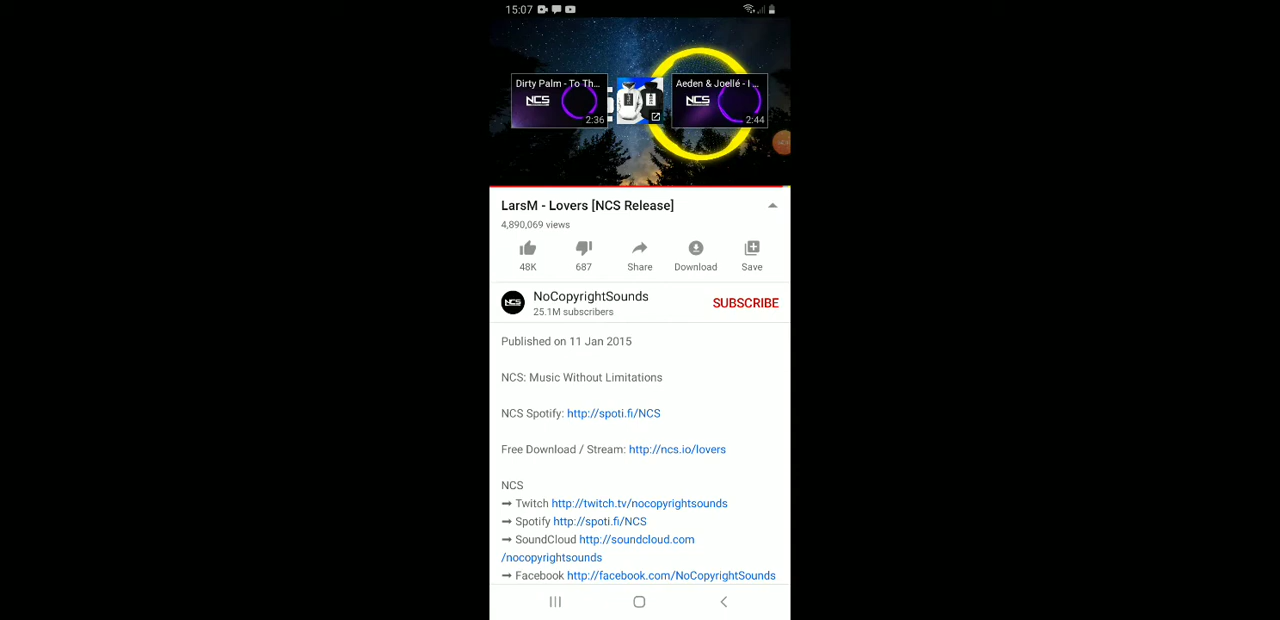 15:07
Dirty Palm - To Th...
NCS
2:36
Aeden & Joellé - I ...
NCS
2:44
LarsM - Lovers [NCS Release]
4,890,069 views
48K
687
Share
Download
Save
NCS
NoCopyrightSounds
25.1M subscribers
SUBSCRIBE
Published on 11 Jan 2015
NCS: Music Without Limitations
NCS Spotify: http://spoti.fi/NCS
Free Download / Stream: http://ncs.io/lovers
NCS
➞ Twitch http://twitch.tv/nocopyrightsounds
➞ Spotify http://spoti.fi/NCS
➞ SoundCloud http://soundcloud.com
/nocopyrightsounds
➞ Facebook http://facebook.com/NoCopyrightSounds